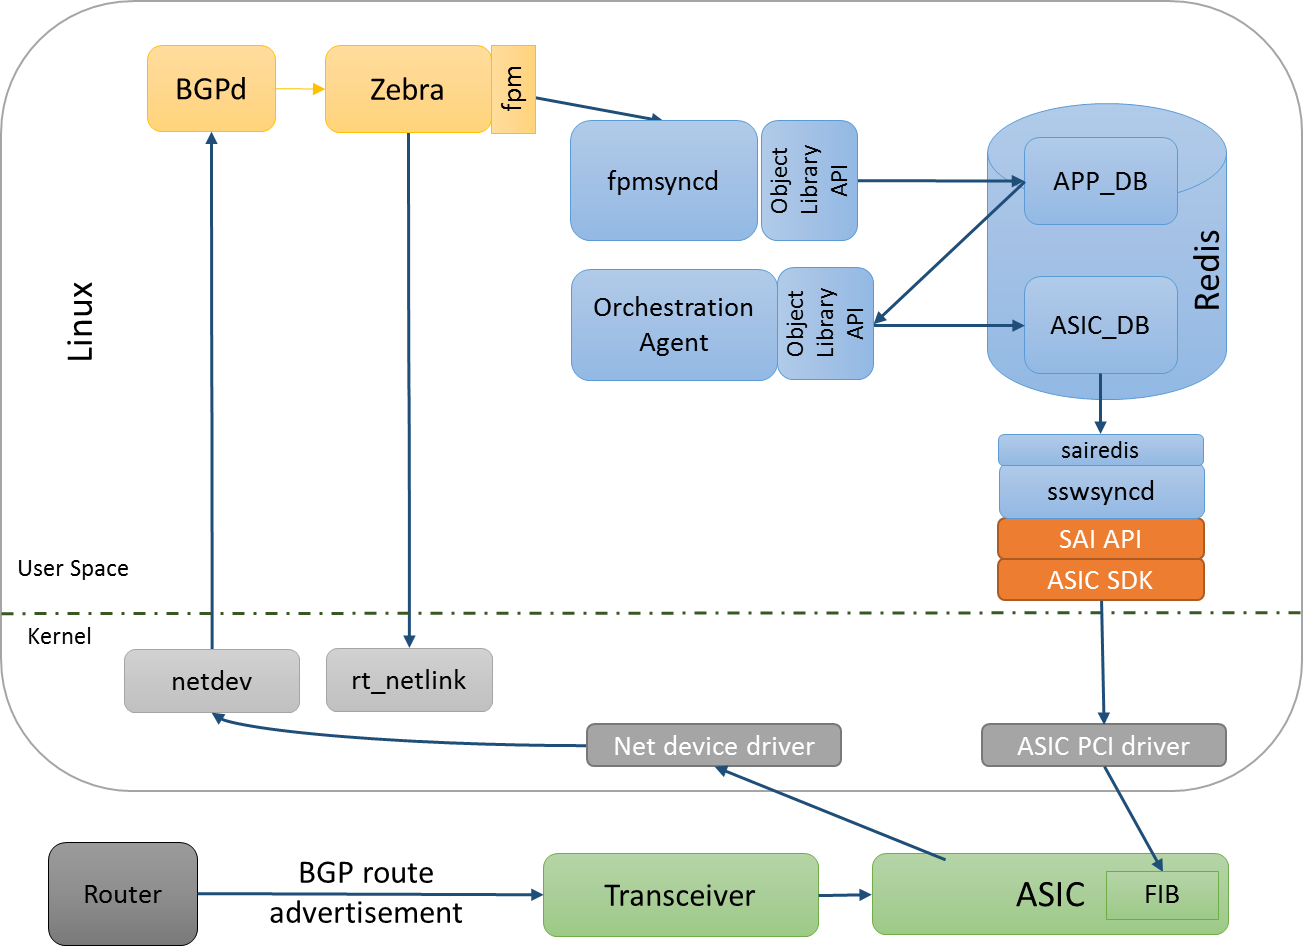 BGPd
Zebra
fpm
fpmsyncd
Object
Library
API
APP_DB
Redis
Linux
Orchestration
Agent
Object
Library
API
ASIC_DB
sairedis
sswsyncd
SAI API
ASIC SDK
User Space
Kernel
netdev
rt_netlink
Net device driver
ASIC PCI driver
Router
BGP route
advertisement
Transceiver
ASIC
FIB